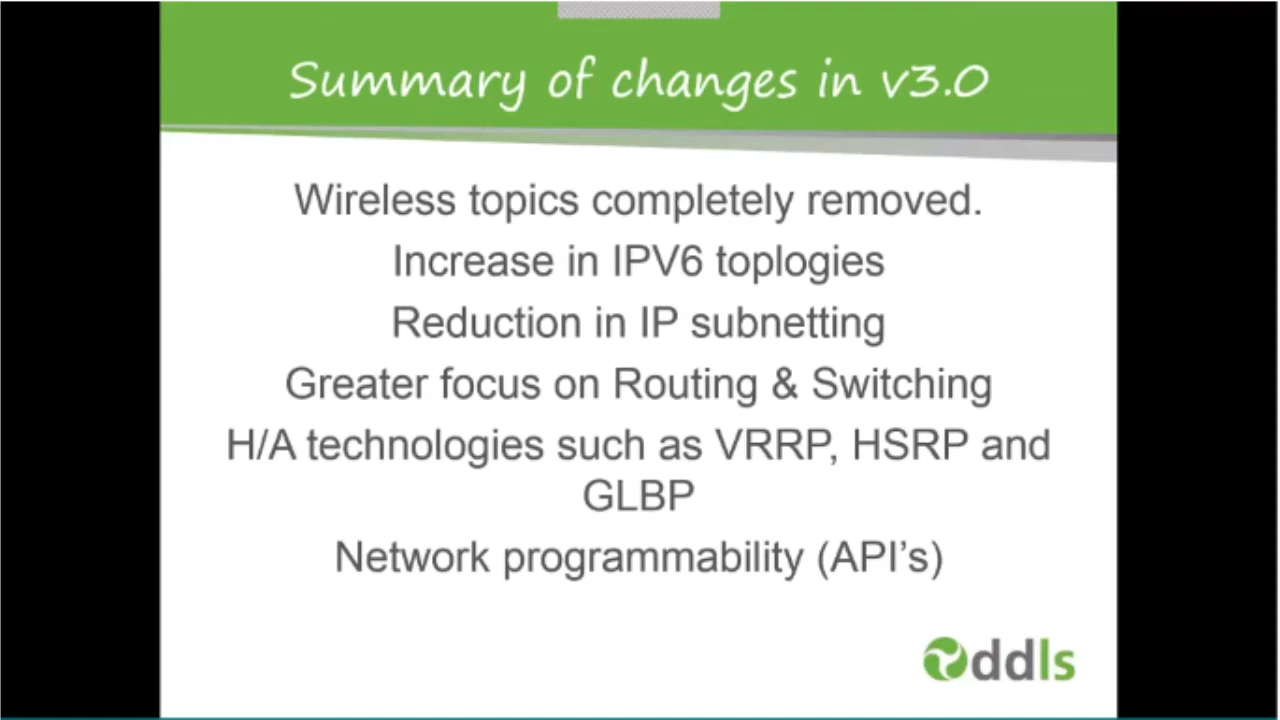 Summary of changes in v3.0
Wireless topics completely removed.
Increase in IPV6 toplogies
Reduction in IP subnetting
Greater focus on Routing & Switching
H/A technologies such as VRRP, HSRP and
GLBP
Network programmability (API’s)
ddls